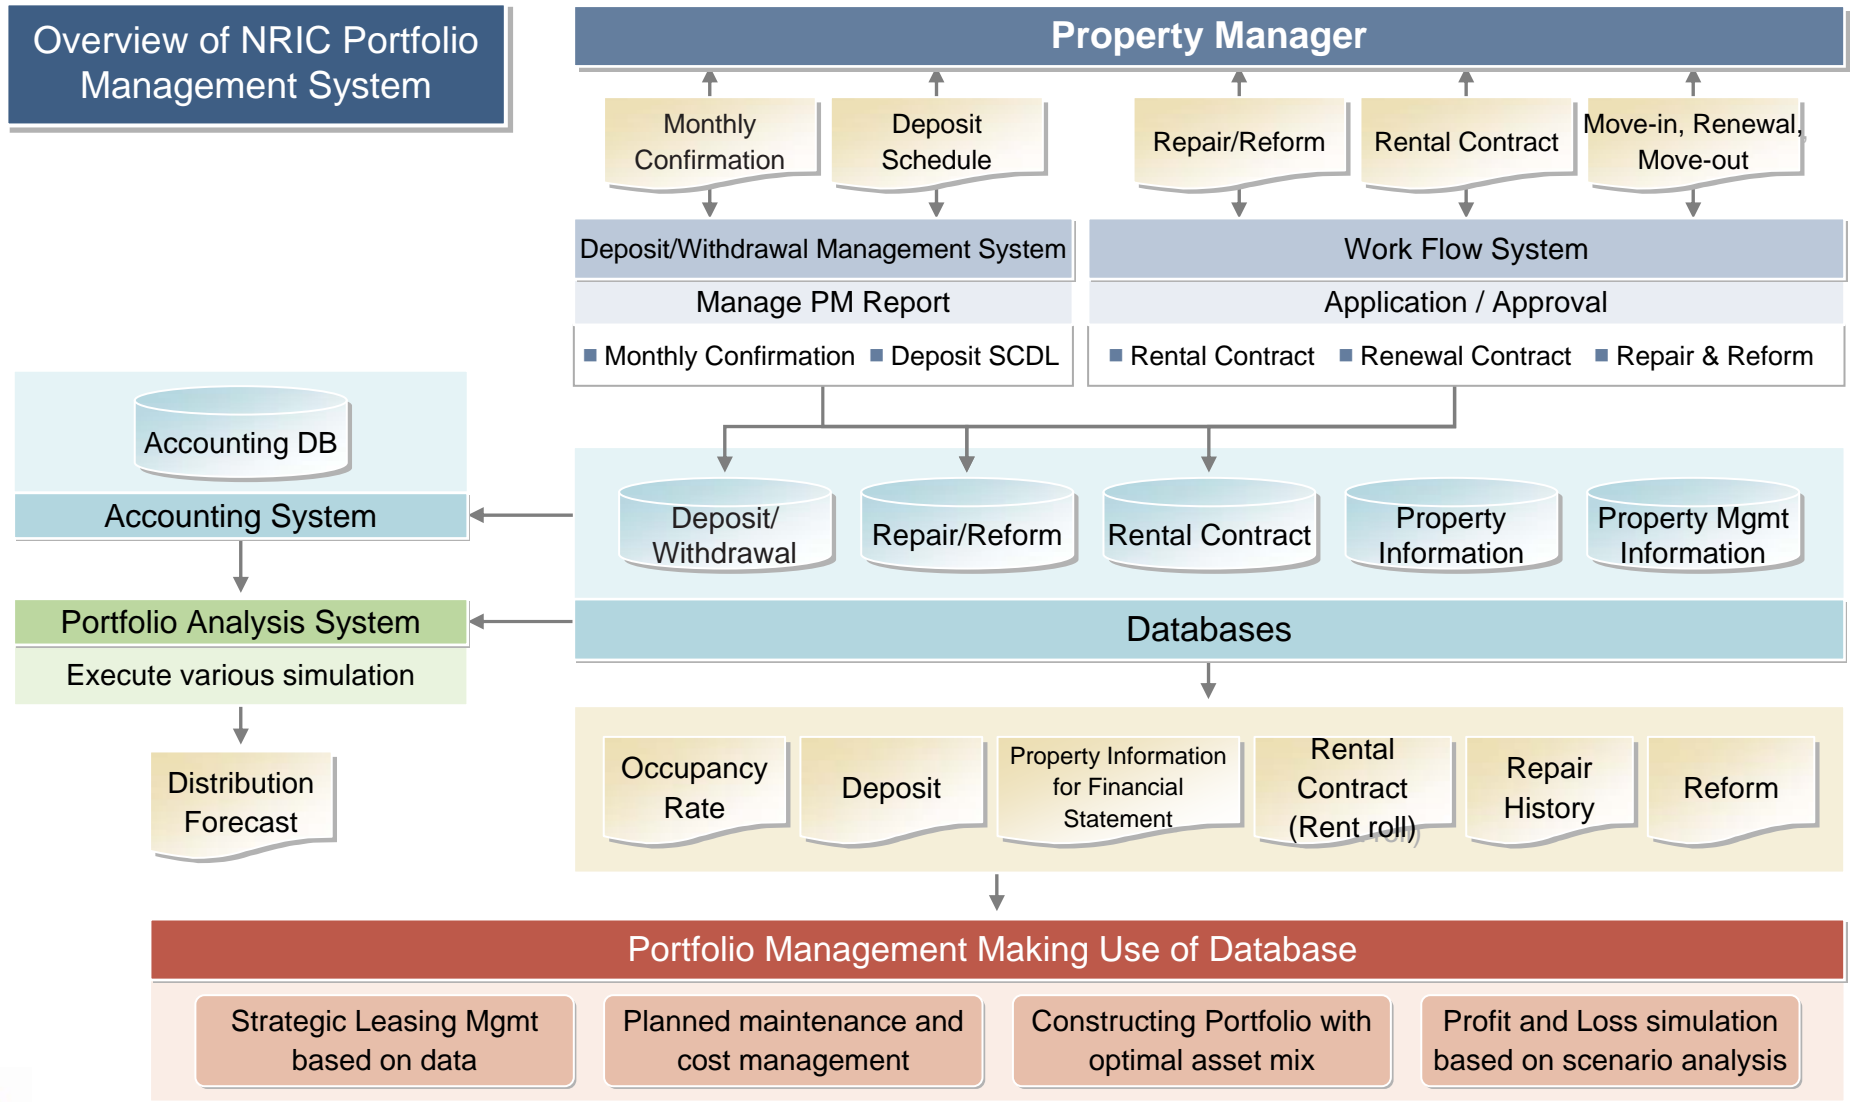 Overview of NRIC Portfolio
Management System
Property Manager
Monthly
Confirmation
Deposit
Schedule
Repair/Reform
Rental Contract
Move-in, Renewal,
Move-out
Deposit/Withdrawal Management System
Work Flow System
Manage PM Report
Application / Approval
■ Monthly Confirmation ■ Deposit SCDL
■ Rental Contract ■ Renewal Contract ■ Repair & Reform
Accounting DB
Accounting System
Deposit/
Withdrawal
Repair/Reform
Rental Contract
Property
Information
Property Mgmt
Information
Portfolio Analysis System
Databases
Execute various simulation
Distribution
Forecast
Occupancy
Rate
Deposit
Property Information
for Financial
Statement
Rental
Contract
(Rent roll)
Repair
History
Reform
Portfolio Management Making Use of Database
Strategic Leasing Mgmt
based on data
Planned maintenance and
cost management
Constructing Portfolio with
optimal asset mix
Profit and Loss simulation
based on scenario analysis